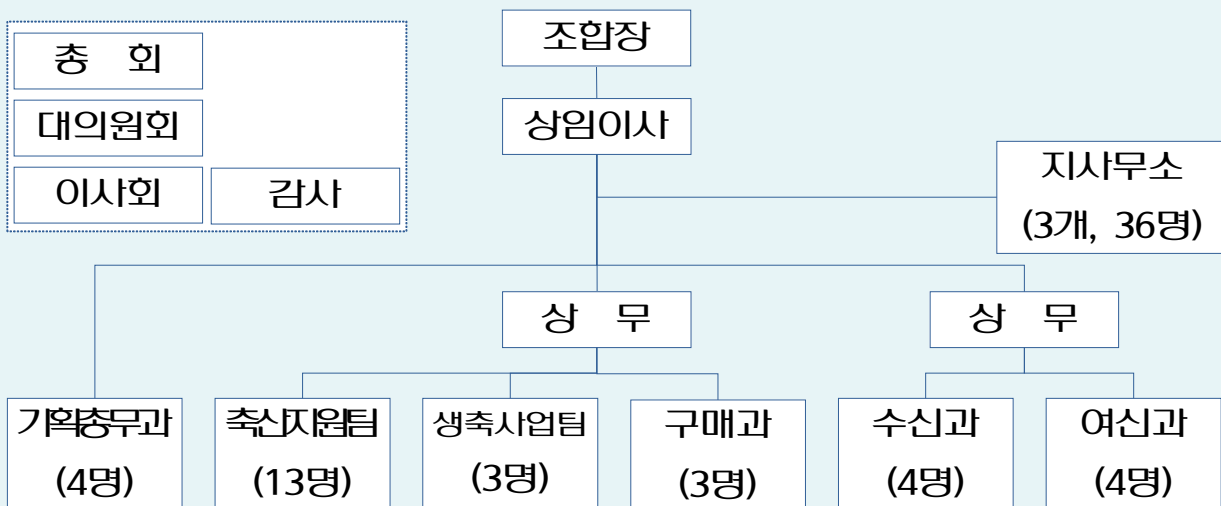 총 회
대의원회
이사회
감사
조합장
상임이사
지사무소
(3개, 36명)
상 무
상 무
기획총무과
(4명)
축산지원팀
(13명)
생축사업팀
(3명)
구매과
(3명)
수신과
(4명)
여신과
(4명)